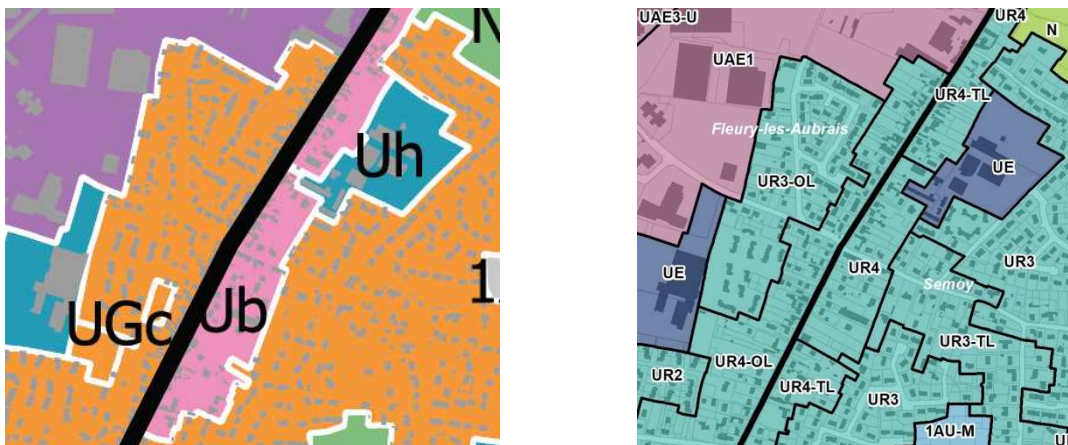 N
Uh
1
UGc
Ub
UAE3-U
UR4
N
UAE1
UR4-TL
Fleury-les-Aubrais
UE
UR3-OL
UE
UR4
UR3
Semoy
UR3-TL
UR2
UR4-OL
UR4-TL
UR3
1AU-M